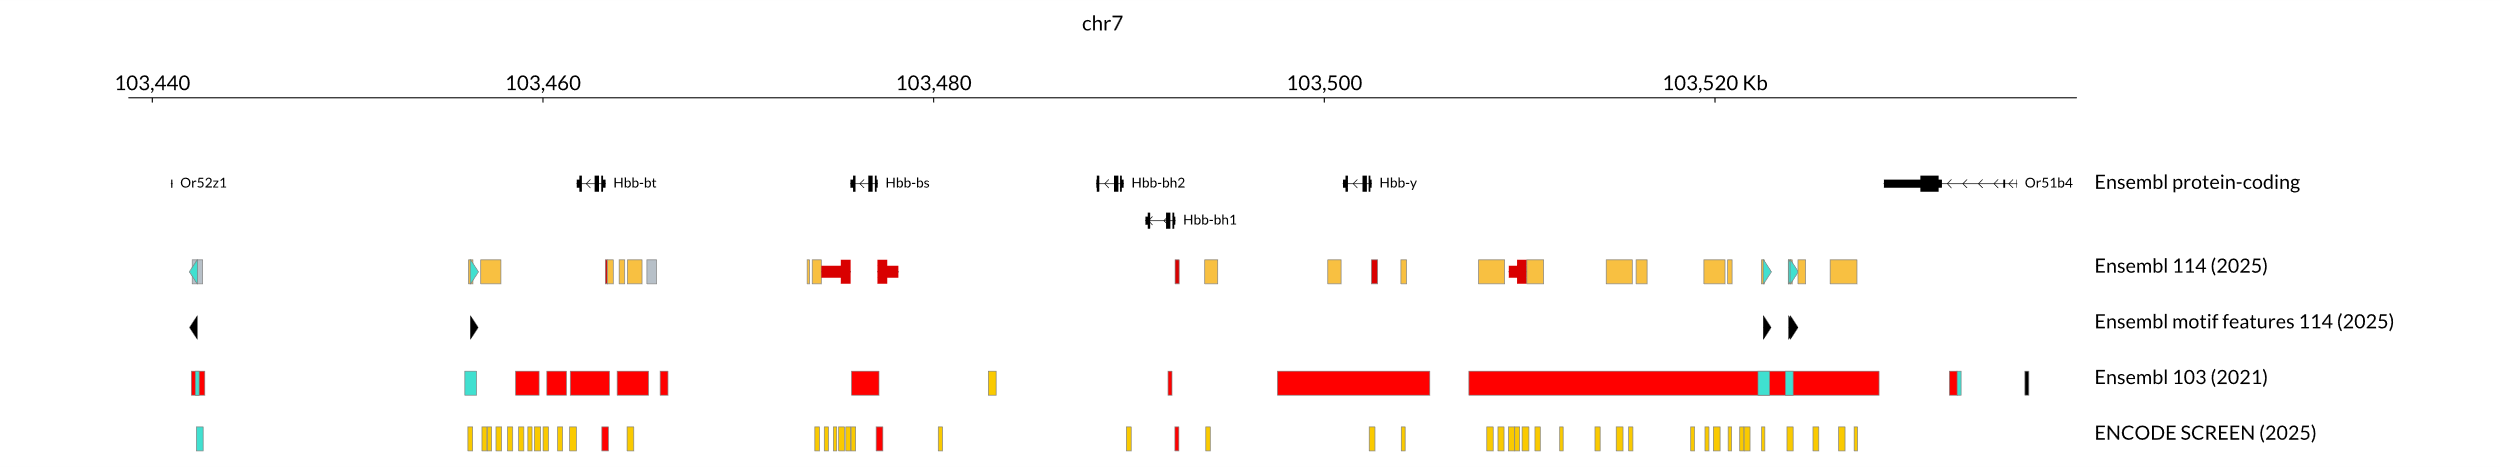 chr7
103,440 103,460 103,480 103,500 103,520 Kb
Or52z1 Hbb-bt Hbb-bs Hbb-bh2 Hbb-y Or51b4 Ensembl protein-coding
Hbb-bh1
Ensembl 114 (2025)
Ensembl motif features 114 (2025)
Ensembl 103 (2021)
ENCODE SCREEN (2025)